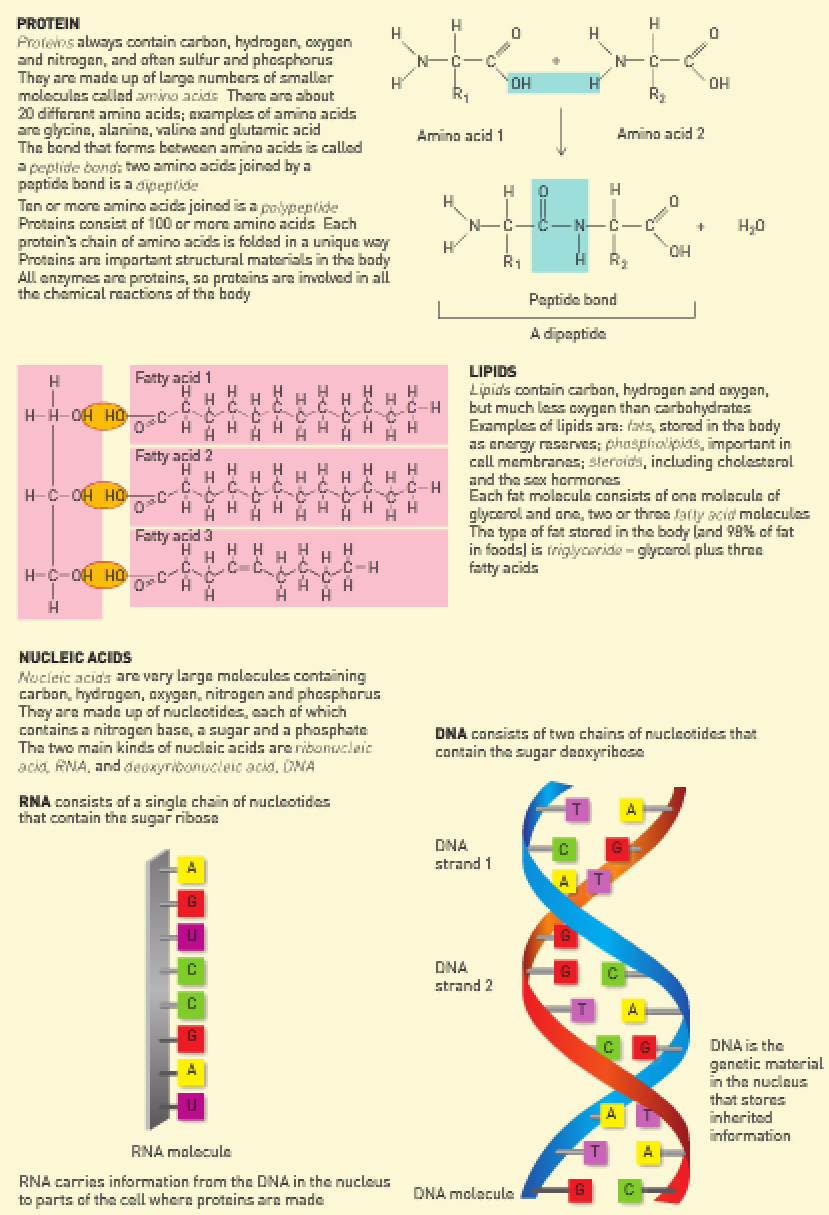 PROTEIN
Proteins always contain carbon, hydrogen, oxygen
and nitrogen, and often sulfur and phosphorus
They are made up of large numbers of smaller
molecules called amino acids There are about
20 different amino acids; examples of amino acids
are glycine, alanine, valine and glutamic acid
The bond that forms between amino acids is called
a peptide bond; two amino acids joined by a
peptide bond is a dipeptide
Ten or more amino acids joined is a polypeptide
Proteins consist of 100 or more amino acids Each
protein's chain of amino acids is folded in a unique way
Proteins are important structural materials in the body
All enzymes are proteins, so proteins are involved in all
the chemical reactions of the body
H H O H H O
N C C + N C C
H R1 OH H R2 OH
Amino acid 1 Amino acid 2
H H O H O
N C C N C C + H2O
H R1 H R2 OH
Peptide bond
A dipeptide
Fatty acid 1
H
H H OH HO
O C C C C C C C C C C C C H
Fatty acid 2
H C OH HO
O C C C C C C C C C C C C H
Fatty acid 3
H C OH HO
O C C C C C C C C C H
H
LIPIDS
Lipids contain carbon, hydrogen and oxygen,
but much less oxygen than carbohydrates
Examples of lipids are: fats, stored in the body
as energy reserves; phospholipids, important in
cell membranes; steroids, including cholesterol
and the sex hormones
Each fat molecule consists of one molecule of
glycerol and one, two or three fatty acid molecules
The type of fat stored in the body (and 98% of fat
in foods) is triglyceride – glycerol plus three
fatty acids
NUCLEIC ACIDS
Nucleic acids are very large molecules containing
carbon, hydrogen, oxygen, nitrogen and phosphorus
They are made up of nucleotides, each of which
contains a nitrogen base, a sugar and a phosphate
The two main kinds of nucleic acids are ribonucleic
acid, RNA, and deoxyribonucleic acid, DNA
RNA consists of a single chain of nucleotides
that contain the sugar ribose
A
G
U
C
C
G
A
U
RNA molecule
RNA carries information from the DNA in the nucleus
to parts of the cell where proteins are made
DNA consists of two chains of nucleotides that
contain the sugar deoxyribose
T A
DNA
strand 1
C G
A T
G
DNA
strand 2
G C
T A
C G
A T
T A
G C
DNA is the
genetic material
in the nucleus
that stores
inherited
information
DNA molecule